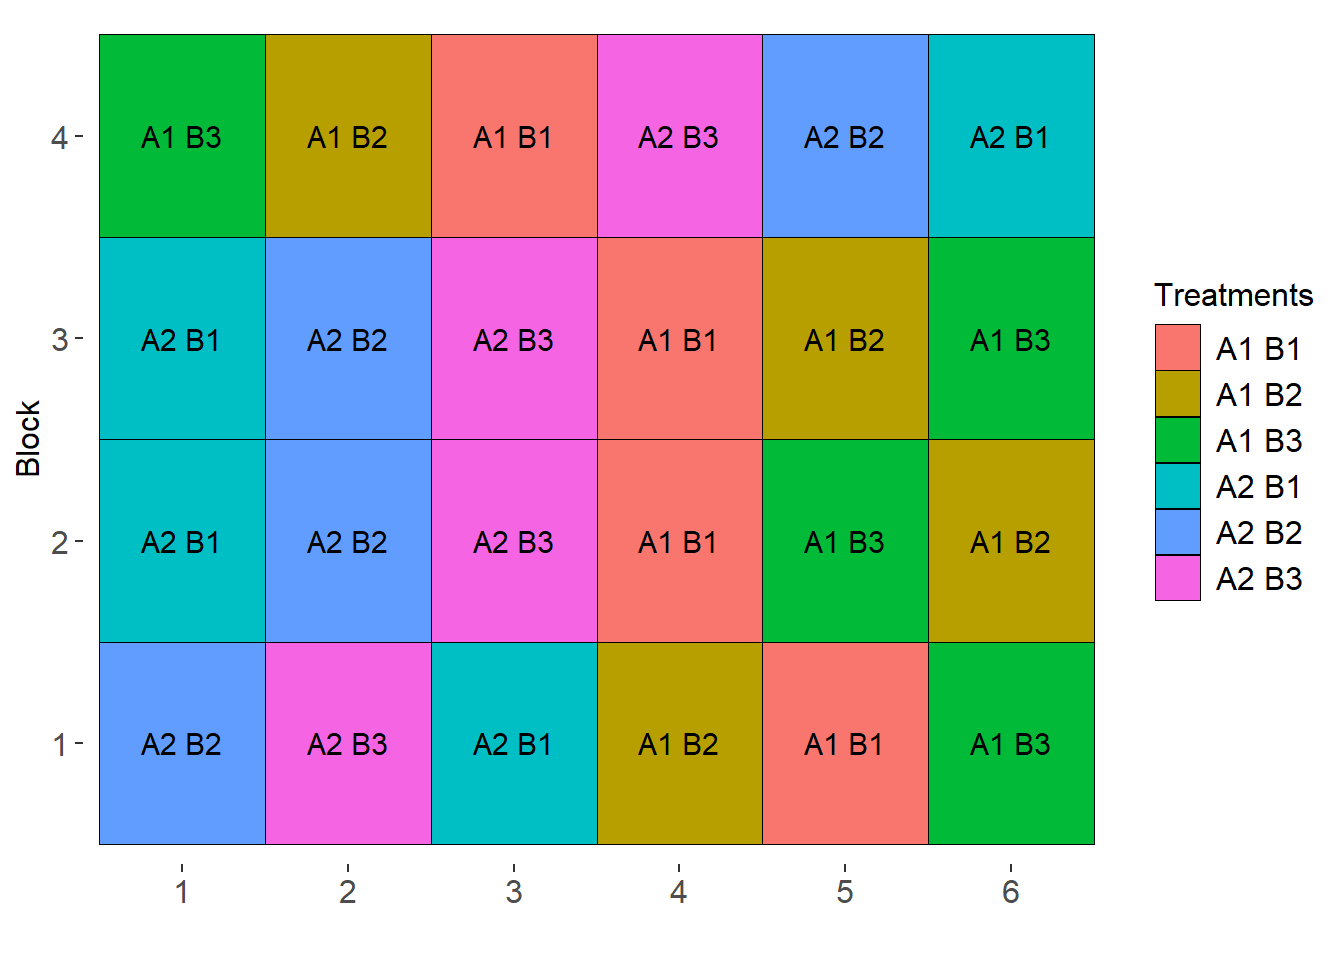 4 A1 B3 A1 B2 A1 B1 A2 B3 A2 B2 A2 B1
3 A2 B1 A2 B2 A2 B3 A1 B1 A1 B2 A1 B3
2 A2 B1 A2 B2 A2 B3 A1 B1 A1 B3 A1 B2
1 A2 B2 A2 B3 A2 B1 A1 B2 A1 B1 A1 B3
1 2 3 4 5 6
Block
Treatments
A1 B1
A1 B2
A1 B3
A2 B1
A2 B2
A2 B3